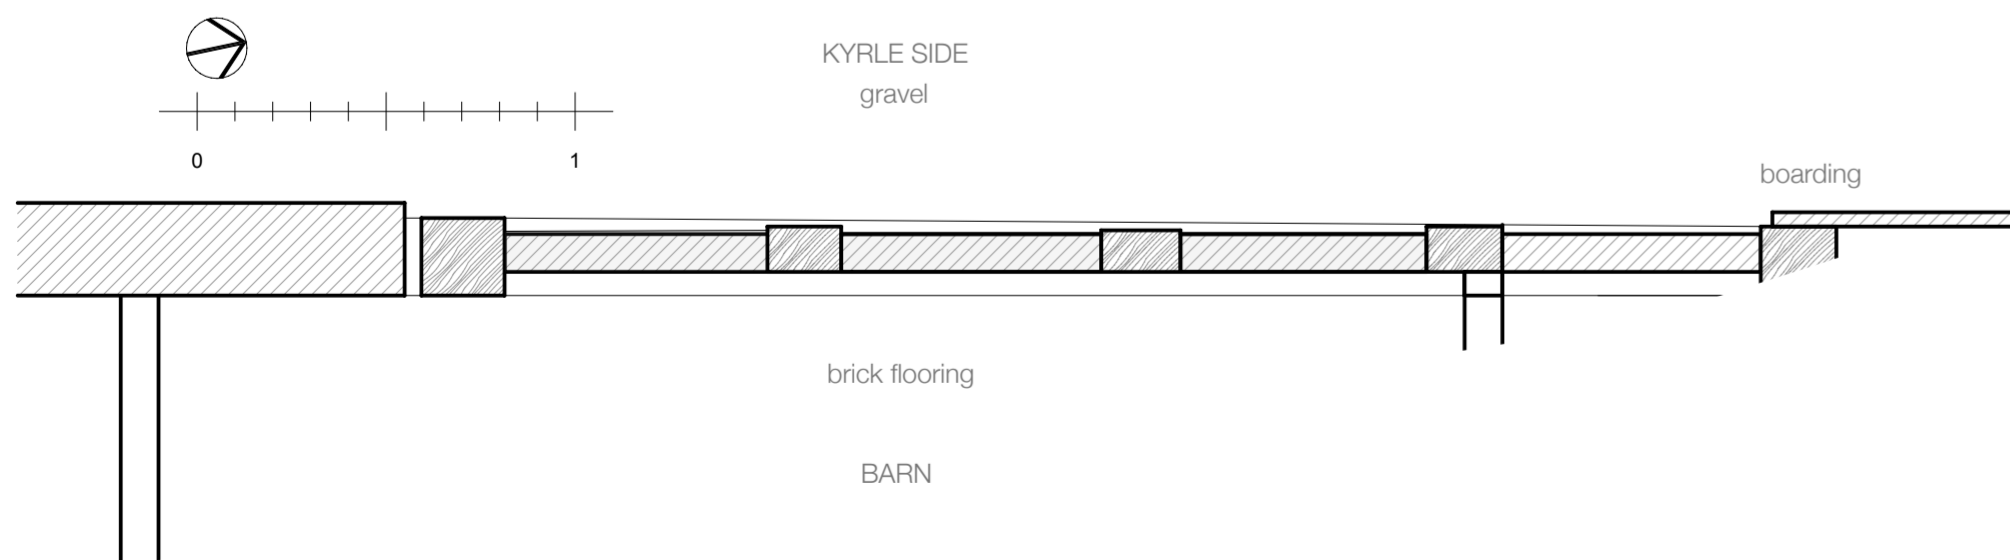 KYRLE SIDE
gravel
0 1
boarding
brick flooring
BARN